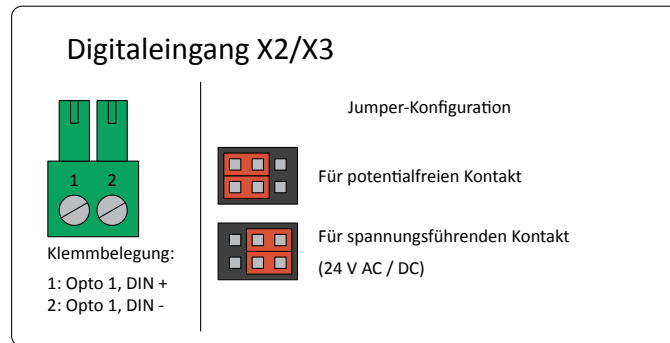 Digitaleingang X2/X3
1 2
Klemmbelegung:
1: Opto 1, DIN +
2: Opto 1, DIN -
Jumper-Konfiguration
Für potentialfreien Kontakt
Für spannungsführenden Kontakt
(24 V AC / DC)